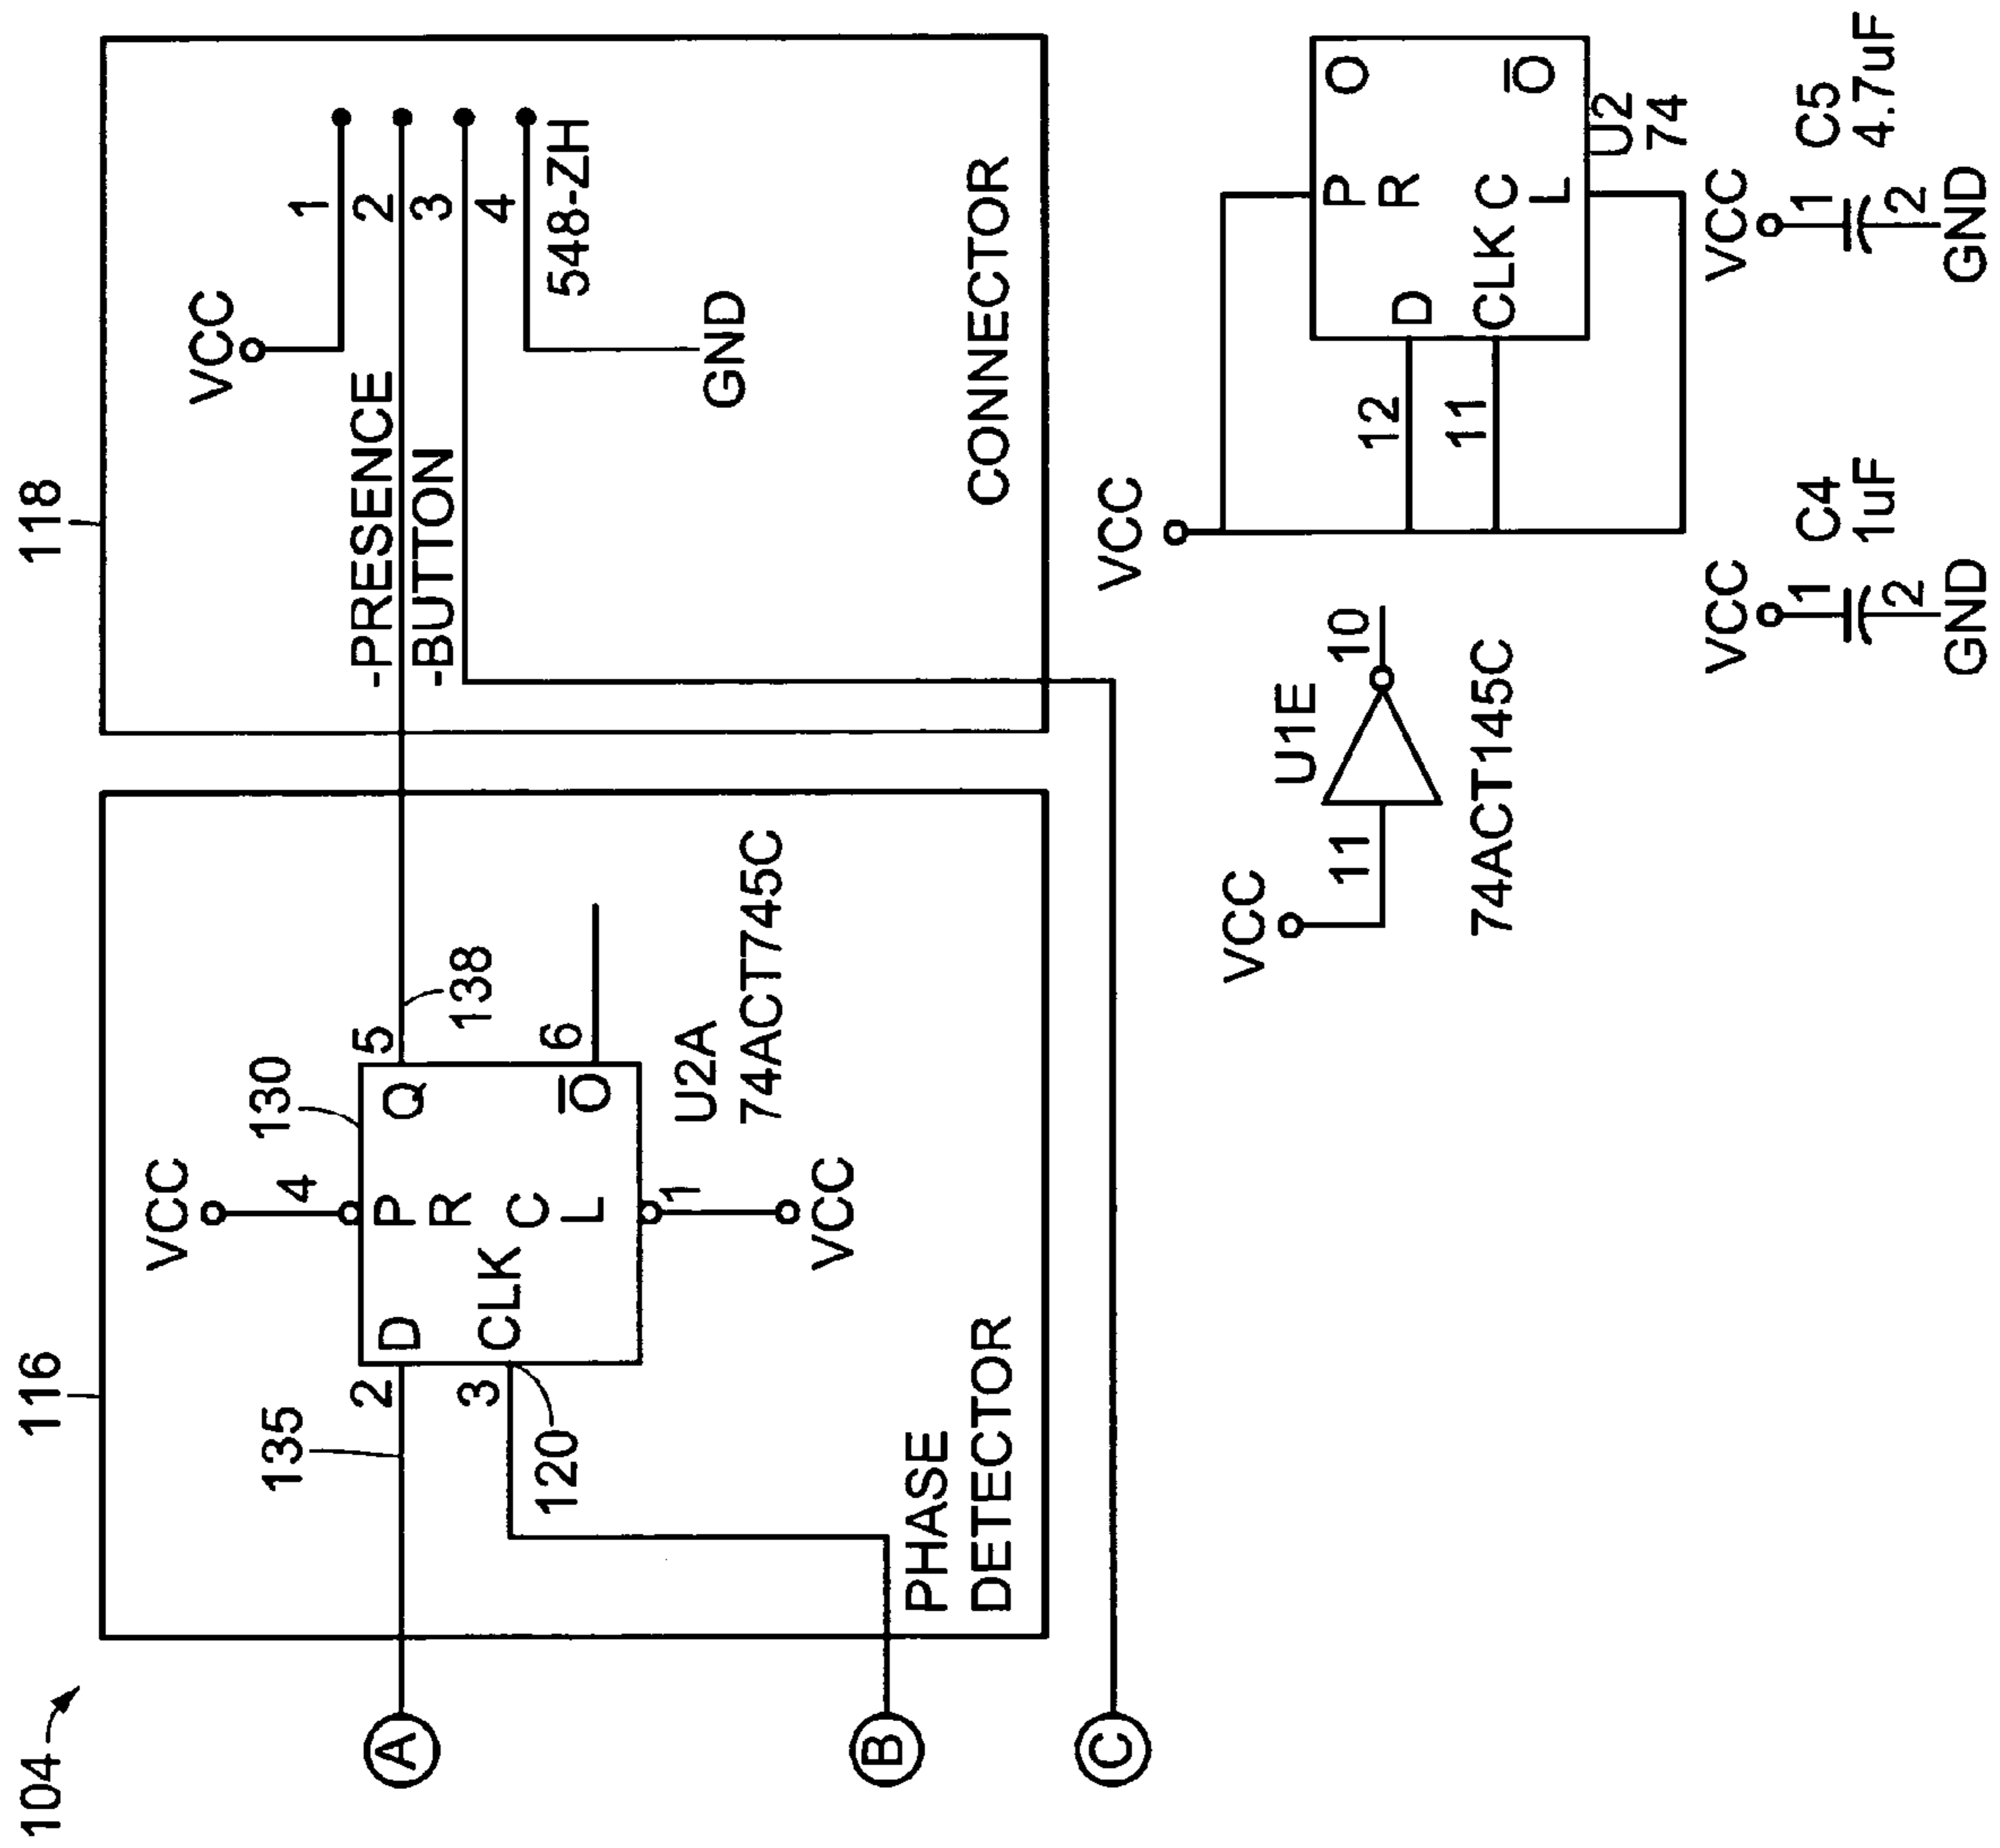 104
116
118
A
B
C
135
2
3
120
VCC
4
130
D
CLK
P
R
C
L
Q
O
5
6
138
1
VCC
U2A
74ACT745C
PHASE
DETECTOR
-PRESENCE
-BUTTON
VCC
1
2
3
4
548-ZH
GND
CONNECTOR
VCC
11
U1E
10
74ACT145C
VCC
12
11
D
CLK
P
R
C
L
O
O
U2
74
VCC
1
C4
1uF
2
GND
VCC
1
C5
4.7uF
2
GND